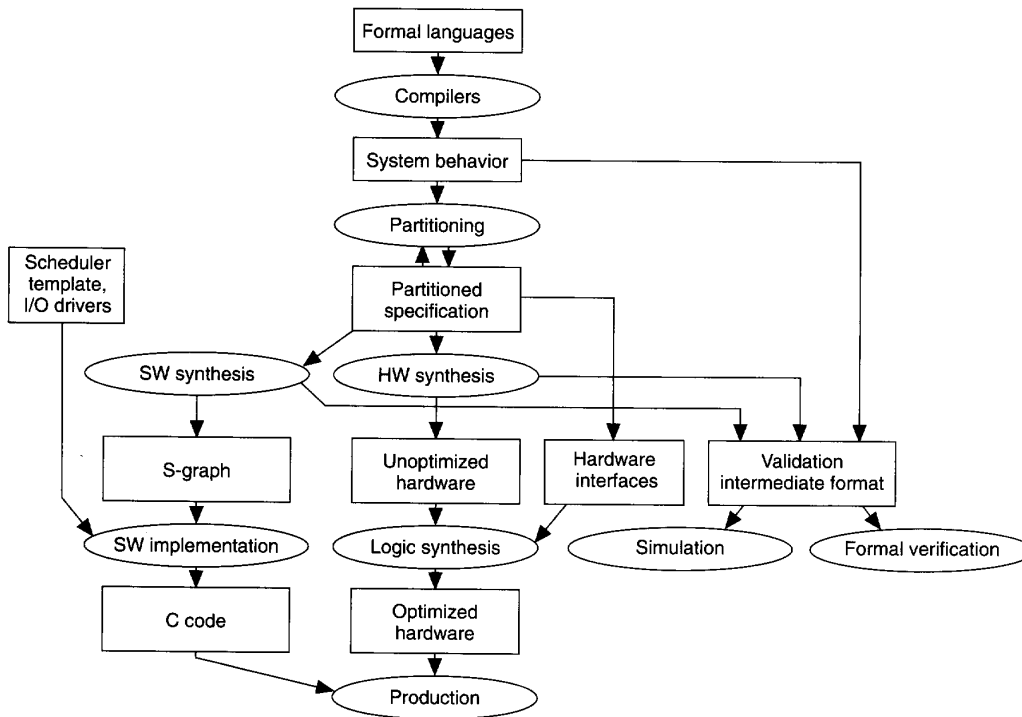 Formal languages
Compilers
System behavior
Partitioning
Scheduler
template,
I/O drivers
Partitioned
specification
SW synthesis
HW synthesis
S-graph
Unoptimized
hardware
Hardware
interfaces
Validation
intermediate format
SW implementation
Logic synthesis
Simulation
Formal verification
C code
Optimized
hardware
Production